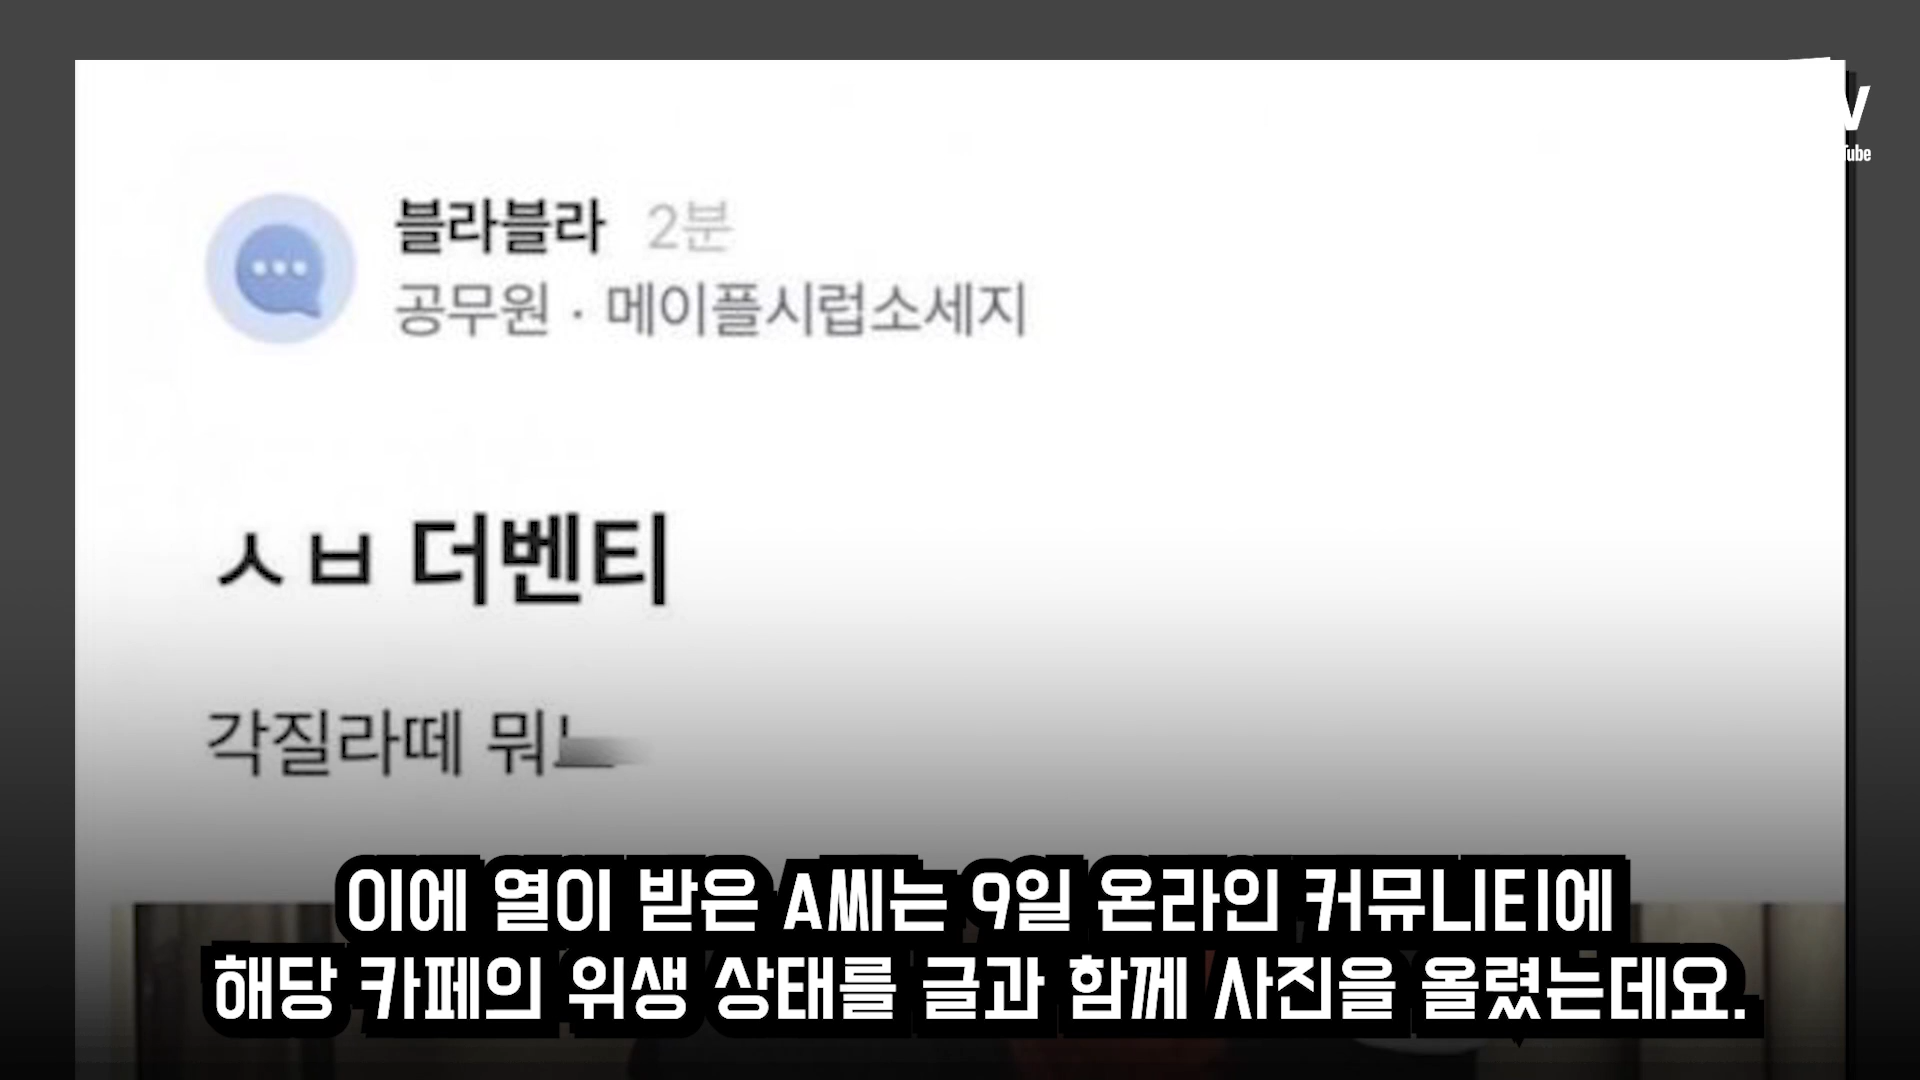 블라블라 2분
공무원 · 메이플시럽소세지
ㅅㅂ 더벤티
각질라떼
이에 열이 받은 A씨는 9일 온라인 커뮤니티에
해당 카페의 위생 상태를 글과 함께 사진을 올렸는데요.